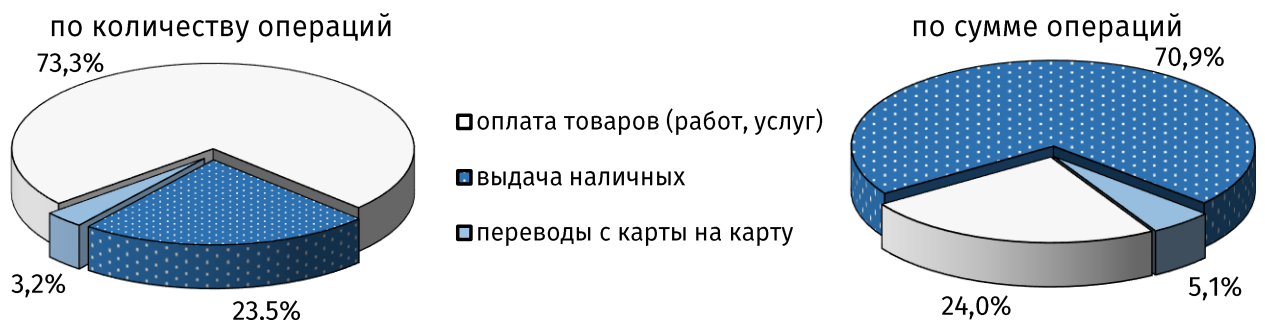 по количеству операций
73,3%
3,2%
23,5%
оплата товаров (работ, услуг)
выдача наличных
переводы с карты на карту
по сумме операций
70,9%
24,0%
5,1%